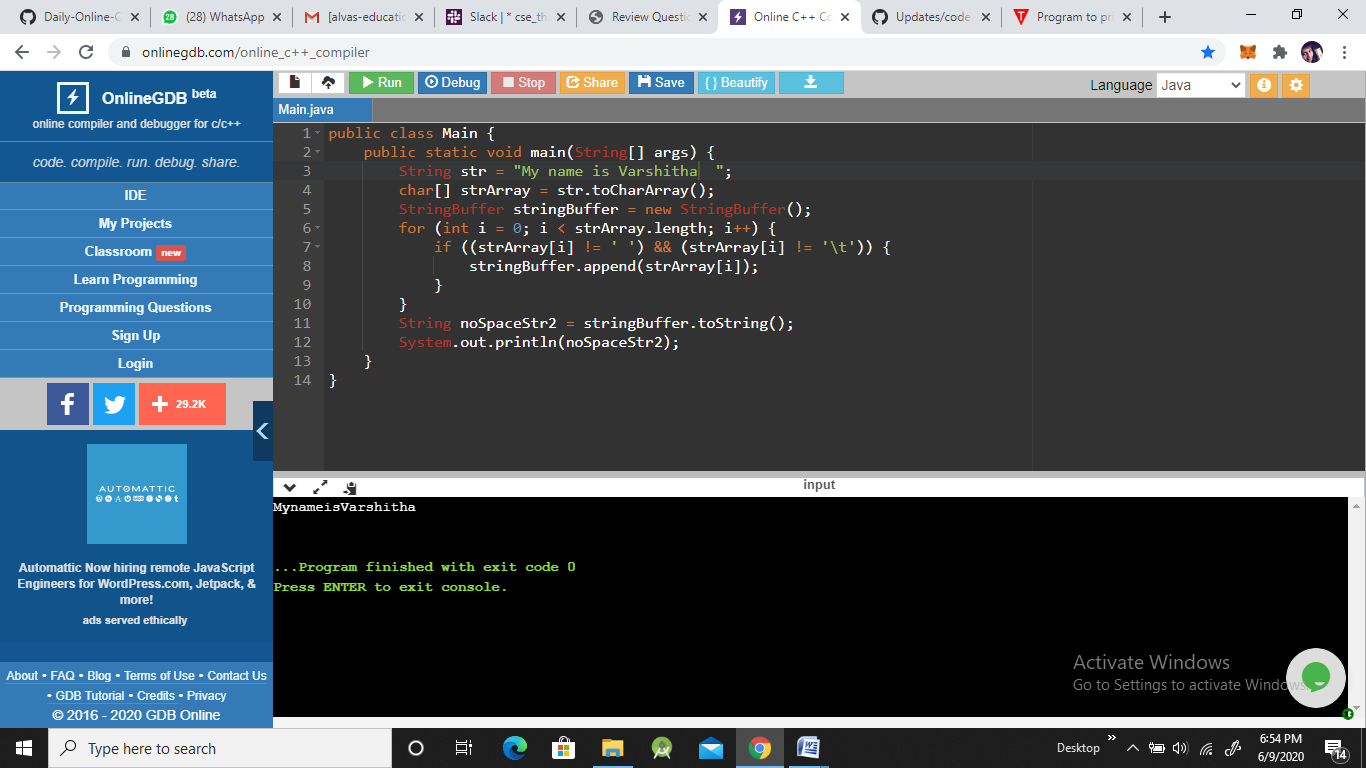 Daily-Online-C
(28) WhatsApp
[alvas-educatio
Slack | * cse_th
Review Questio
Online C++ Co
Updates/code
Program to pri
onlinegdb.com/online_c++_compiler
OnlineGDB beta
online compiler and debugger for c/c++
code. compile. run. debug. share.
IDE
My Projects
Classroom new
Learn Programming
Programming Questions
Sign Up
Login
29.2K
AUTOMATTIC
Automattic Now hiring remote JavaScript
Engineers for WordPress.com, Jetpack, &
more!
ads served ethically
About • FAQ • Blog • Terms of Use • Contact Us
• GDB Tutorial • Credits • Privacy
© 2016 - 2020 GDB Online
Run Debug Stop Share Save { } Beautify
Language Java
Main.java
1 public class Main {
2 public static void main(String[] args) {
3 String str = "My name is Varshitha  ";
4 char[] strArray = str.toCharArray();
5 StringBuffer stringBuffer = new StringBuffer();
6 for (int i = 0; i < strArray.length; i++) {
7 if ((strArray[i] != ' ') && (strArray[i] != '\t')) {
8 stringBuffer.append(strArray[i]);
9 }
10 }
11 String noSpaceStr2 = stringBuffer.toString();
12 System.out.println(noSpaceStr2);
13 }
14 }
input
MynameisVarshitha
...Program finished with exit code 0
Press ENTER to exit console.
Activate Windows
Go to Settings to activate Windows.
Type here to search
Desktop
6:54 PM
6/9/2020
14